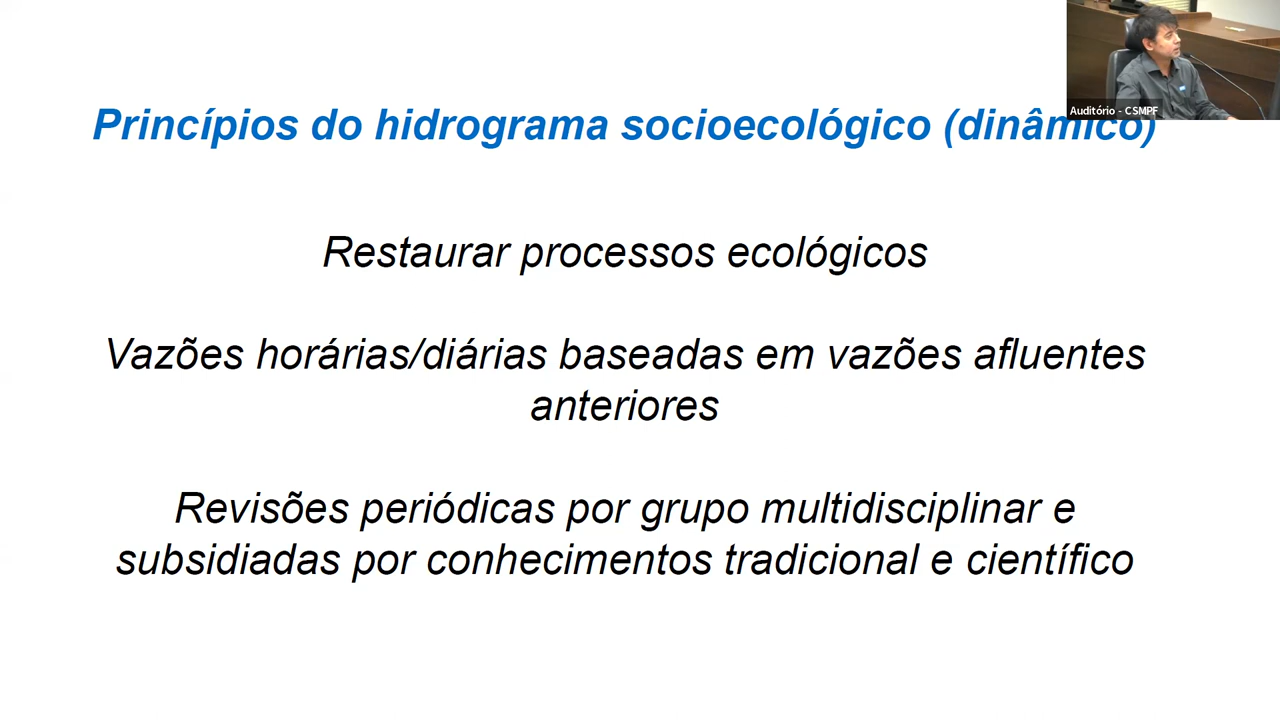 Princípios do hidrograma socioecológico (dinâmico)
Auditório - CSMPF
Restaurar processos ecológicos
Vazões horárias/diárias baseadas em vazões afluentes
anteriores
Revisões periódicas por grupo multidisciplinar e
subsidiadas por conhecimentos tradicional e científico